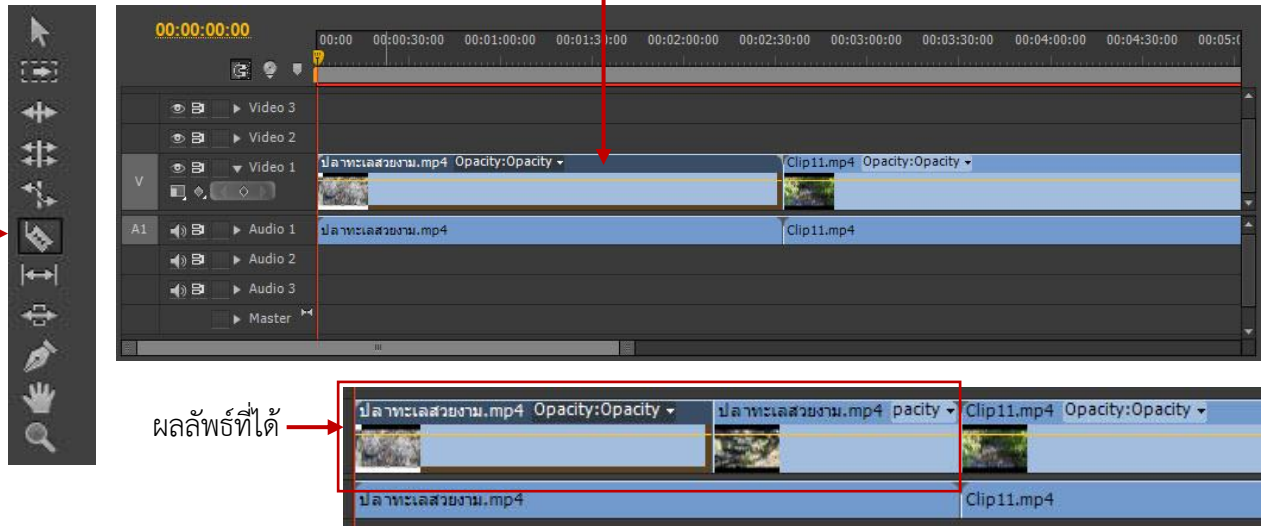 00:00:00:00
00:00 00:00:30:00 00:01:00:00 00:01:30:00 00:02:00:00 00:02:30:00 00:03:00:00 00:03:30:00 00:04:00:00 00:04:30:00 00:05:0
Video 3
Video 2
V Video 1 ปลาทะเลสวยงาม.mp4 Opacity:Opacity Clip11.mp4 Opacity:Opacity
A1 Audio 1 ปลาทะเลสวยงาม.mp4 Clip11.mp4
Audio 2
Audio 3
Master
ผลลัพธ์ที่ได้
ปลาทะเลสวยงาม.mp4 Opacity:Opacity ปลาทะเลสวยงาม.mp4 pacity Clip11.mp4 Opacity:Opacity
ปลาทะเลสวยงาม.mp4 Clip11.mp4